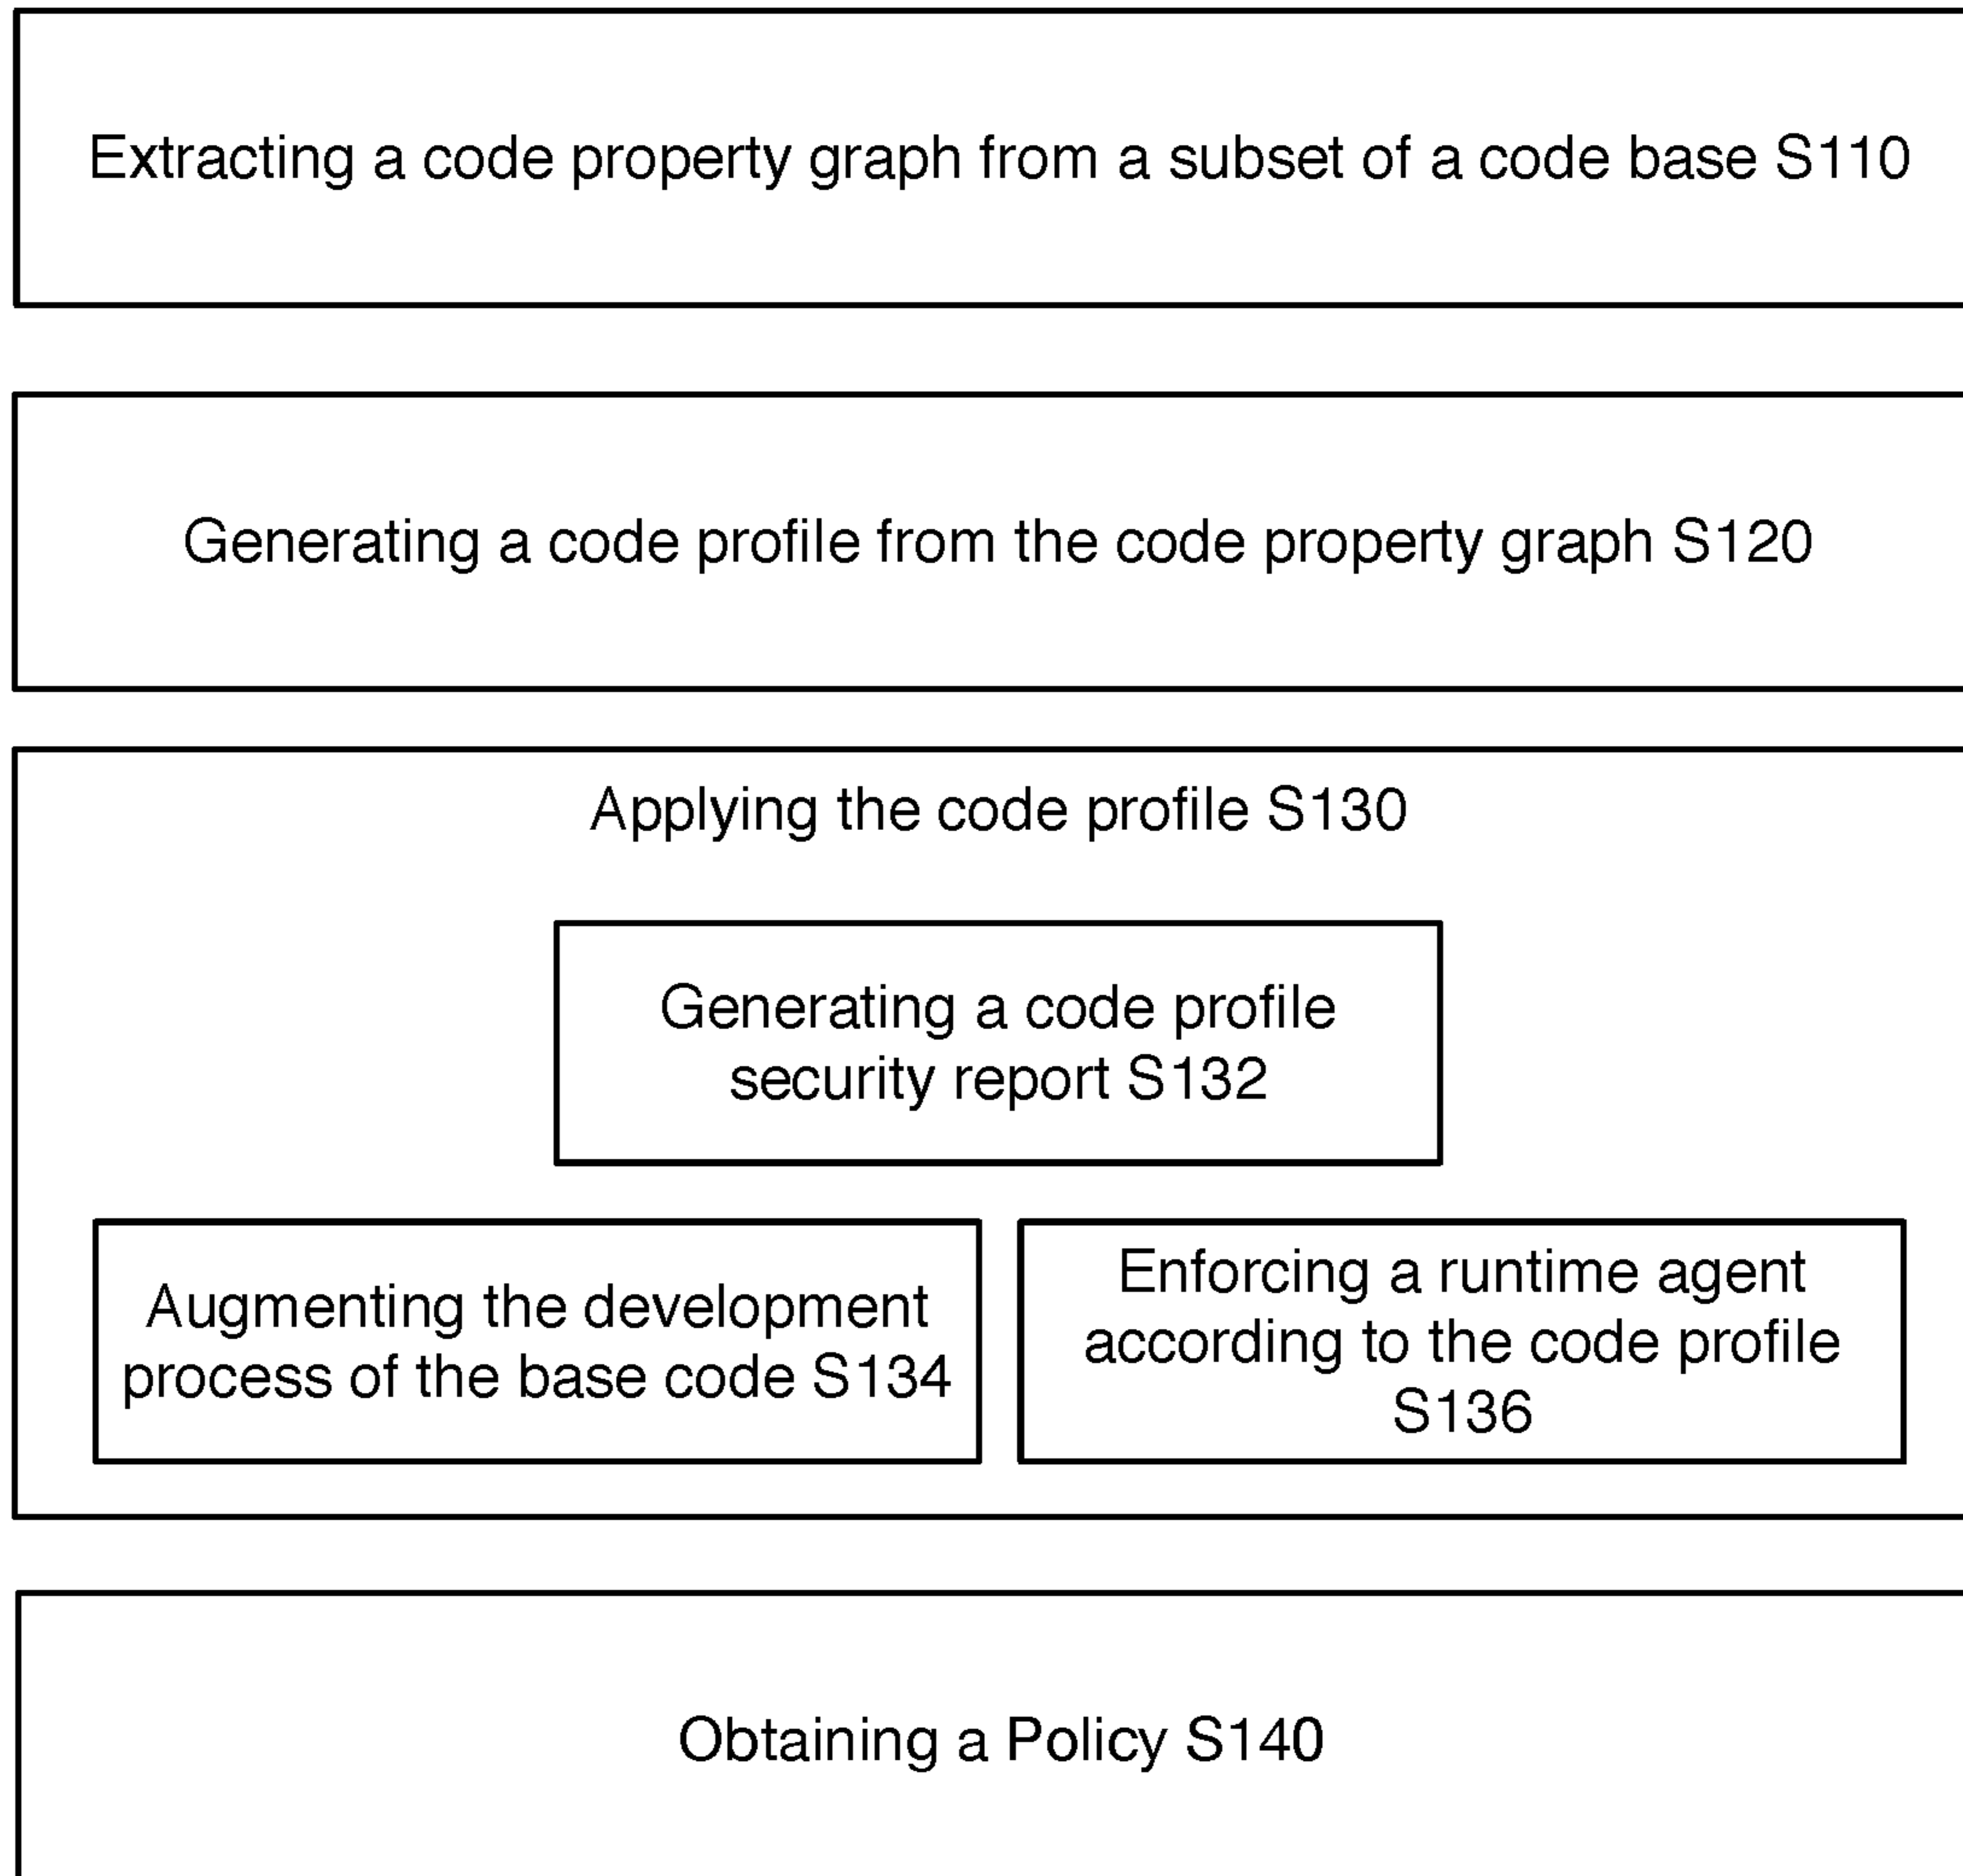 Extracting a code property graph from a subset of a code base S110
Generating a code profile from the code property graph S120
Applying the code profile S130
Generating a code profile
security report S132
Augmenting the development
process of the base code S134
Enforcing a runtime agent
according to the code profile
S136
Obtaining a Policy S140